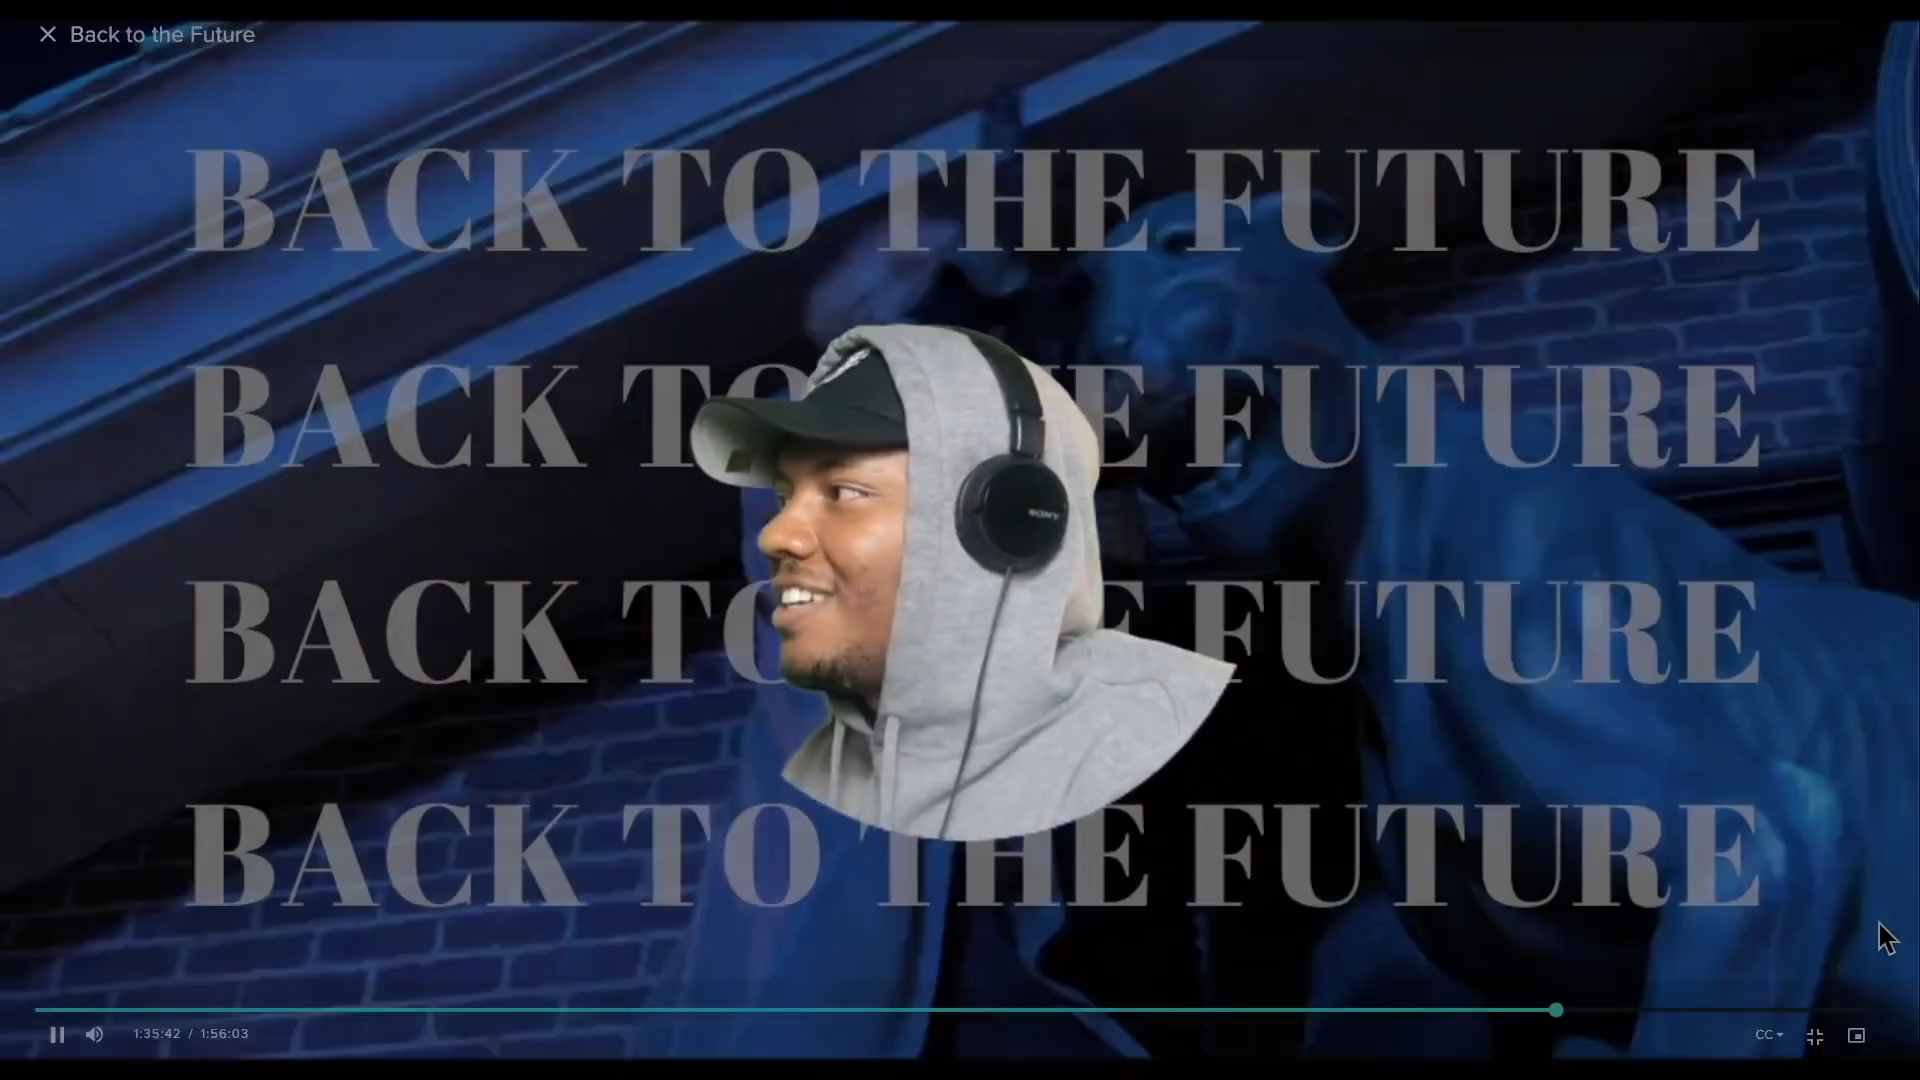 Back to the Future
BACK TO THE FUTURE
BACK TO E FUTURE
SONY
BACK TO FUTURE
BACK TO THE FUTURE
1:35:42 / 1:56:03
CC